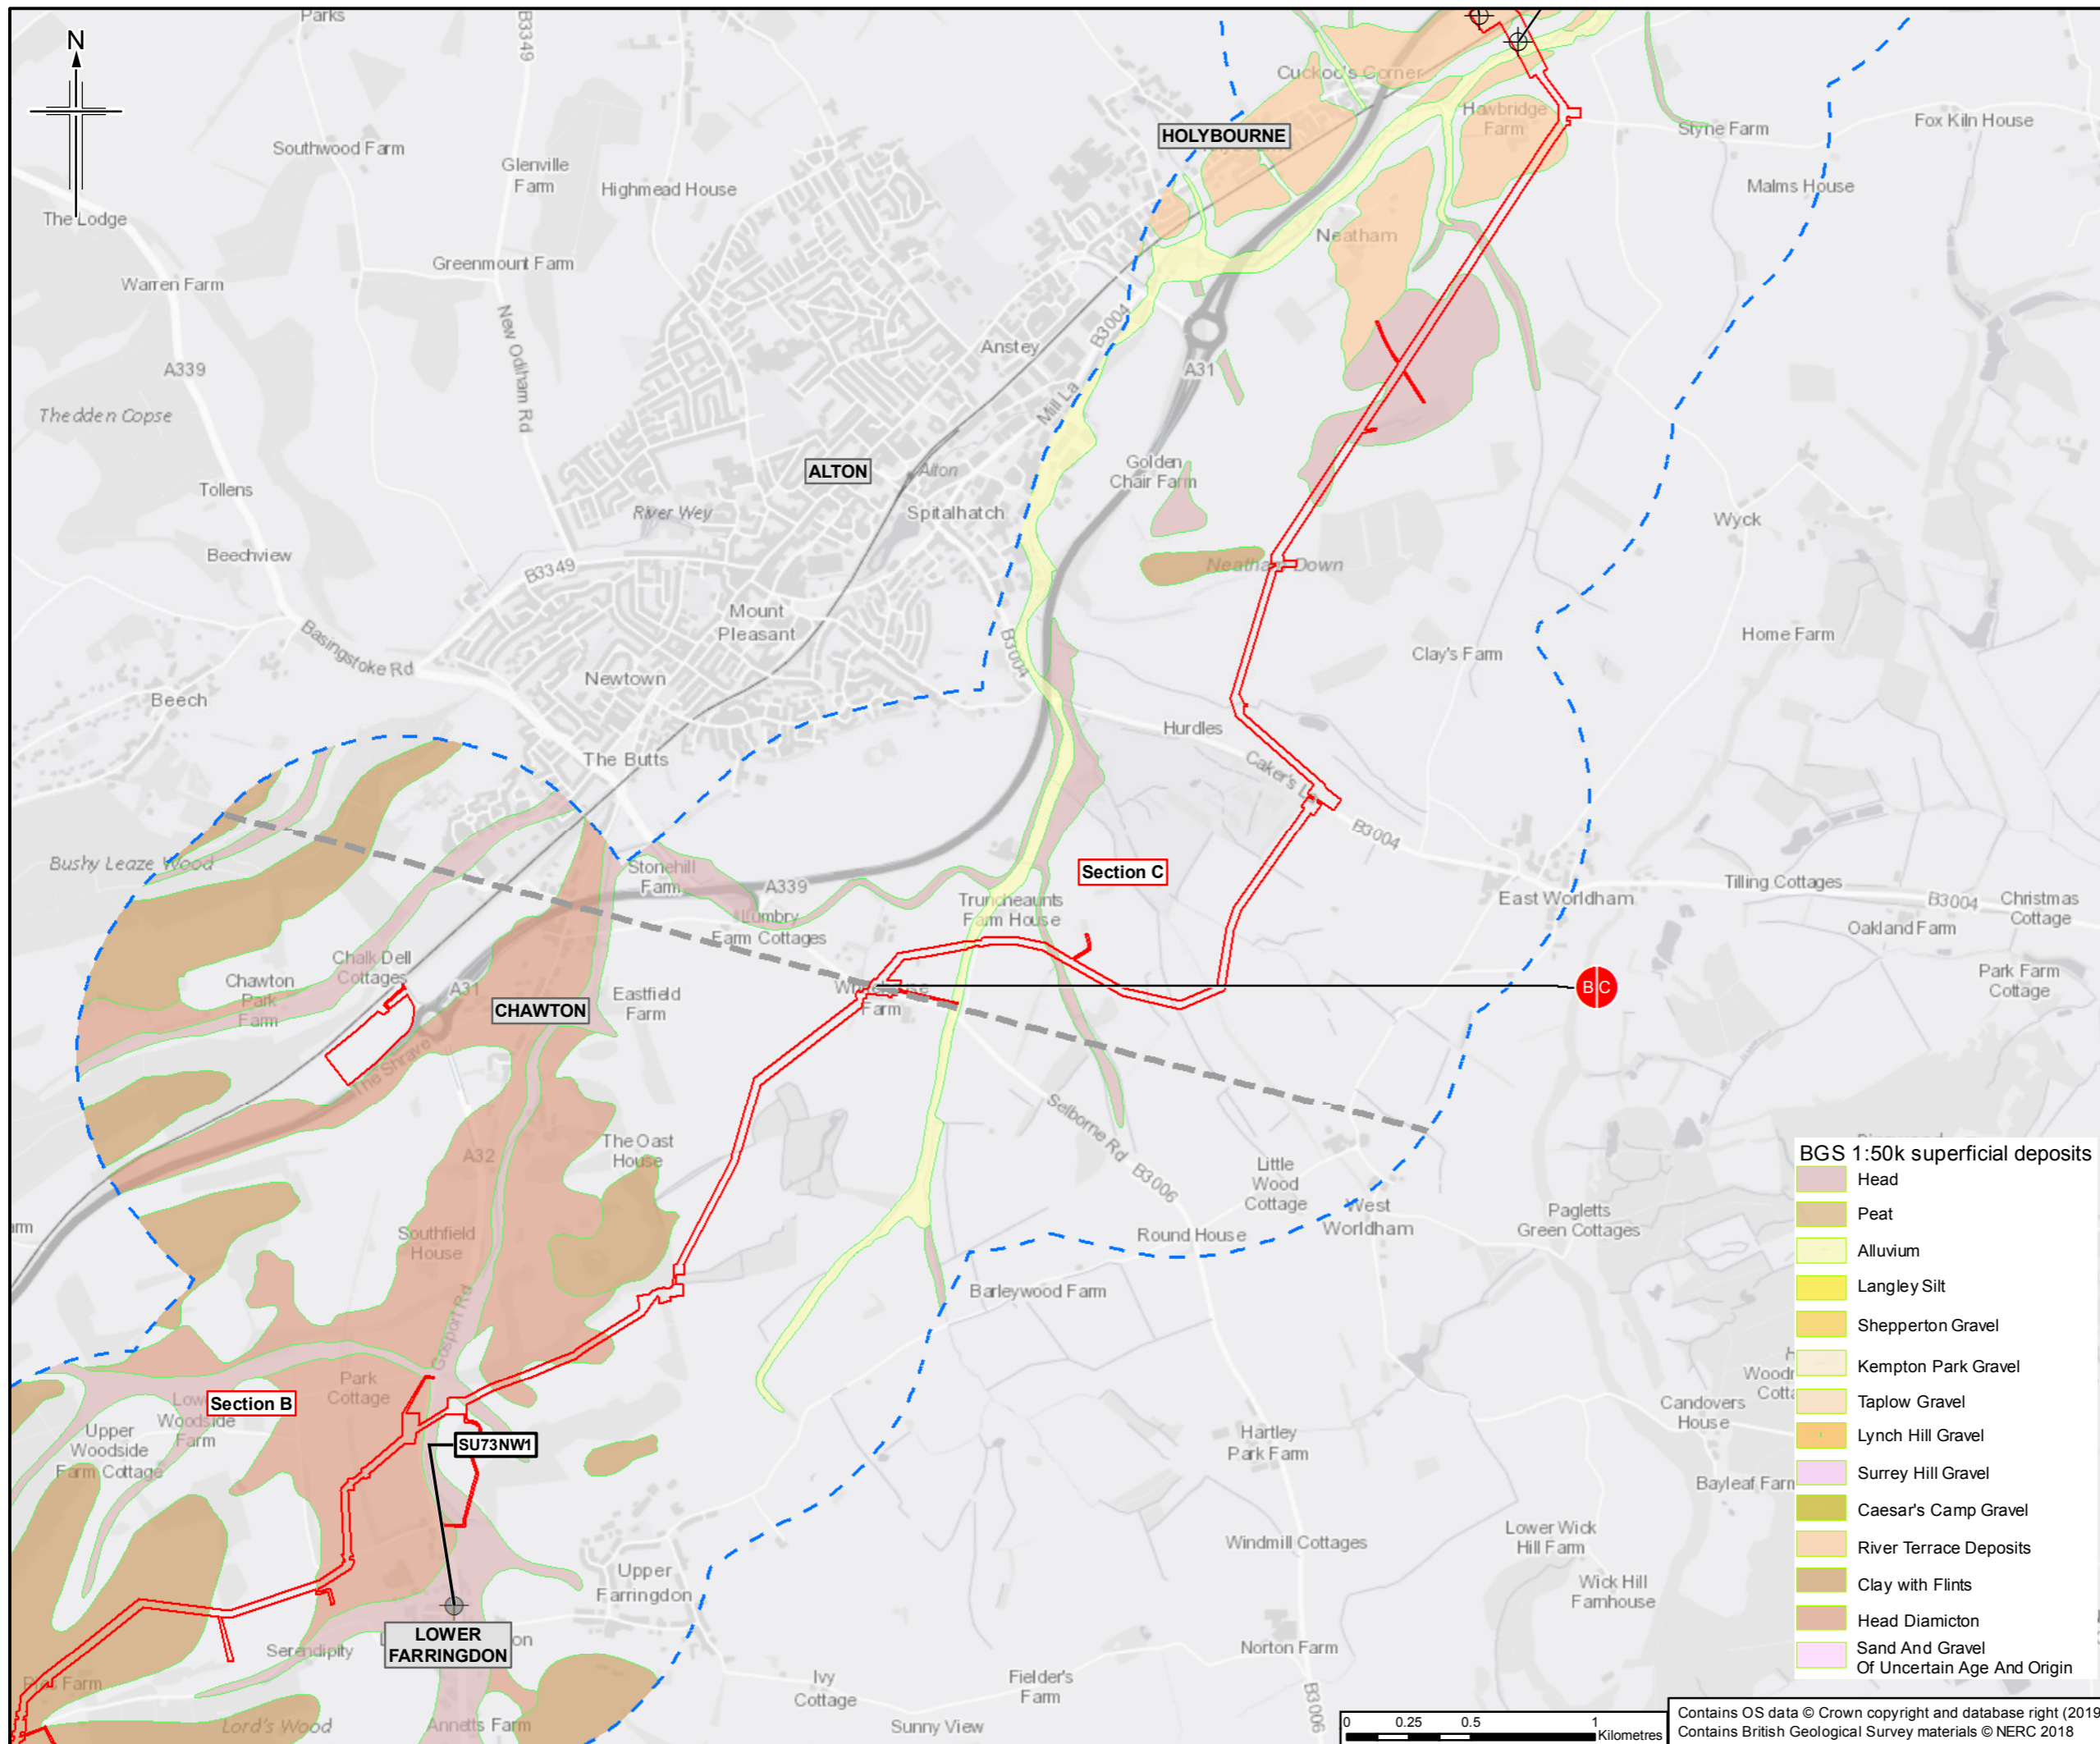 Parks
B3349
N
Cuckoo's Corner
Hawbridge
Farm
Styne Farm
Fox Kiln House
HOLYBOURNE
Southwood Farm
Glenville
Farm
Highmead House
Malms House
The Lodge
Neatham
Greenmount Farm
Warren Farm
New Odiham Rd
B3004
Anstey
A31
A339
Mill La
Thedden Copse
Golden
Chair Farm
ALTON
Alton
Tollens
River Wey
Spitalhatch
Wyck
Beechview
B3349
Neatham Down
Mount
Pleasant
Basingstoke Rd
B3004
Home Farm
Clay's Farm
Newtown
Beech
Hurdles
The Butts
Caker's La
B3004
Bushy Leaze Wood
Stonehill
Farm
A339
Section C
Truncheaunts
Farm House
Lumbry
Farm Cottages
East Worldham
Tilling Cottages
B3004
Christmas
Cottage
Oakland Farm
Chalk Dell
Cottages
Chawton
Park
Farm
A31
Eastfield
Farm
CHAWTON
Farm
B C
Park Farm
Cottage
The Shrave
A32
The Oast
House
Selborne Rd
B3006
Little
Wood
Cottage
West
Worldham
Round House
Pagletts
Green Cottages
Southfield
House
Gosport Rd
Barleywood Farm
Park
Cottage
Section B
Woodside
Farm
Upper
Woodside
Farm Cottage
SU73NW1
Hartley
Park Farm
Candovers
House
Bayleaf Farm
Windmill Cottages
Lower Wick
Hill Farm
Upper
Farringdon
Wick Hill
Farmhouse
LOWER
FARRINGDON
Serendipity
Norton Farm
Ivy
Cottage
Fielder's
Farm
B3006
Lord's Wood
Annetts Farm
Sunny View
BGS 1:50k superficial deposits
Head
Peat
Alluvium
Langley Silt
Shepperton Gravel
Kempton Park Gravel
Taplow Gravel
Lynch Hill Gravel
Surrey Hill Gravel
Caesar's Camp Gravel
River Terrace Deposits
Clay with Flints
Head Diamicton
Sand And Gravel
Of Uncertain Age And Origin
0 0.25 0.5 1
Kilometres
Contains OS data © Crown copyright and database right (2019
Contains British Geological Survey materials © NERC 2018